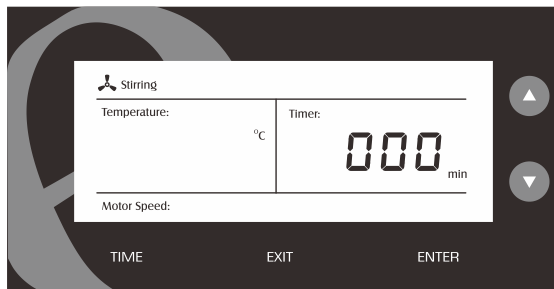 Stirring
Temperature:
°C
Timer:
000
min
Motor Speed:
TIME EXIT ENTER